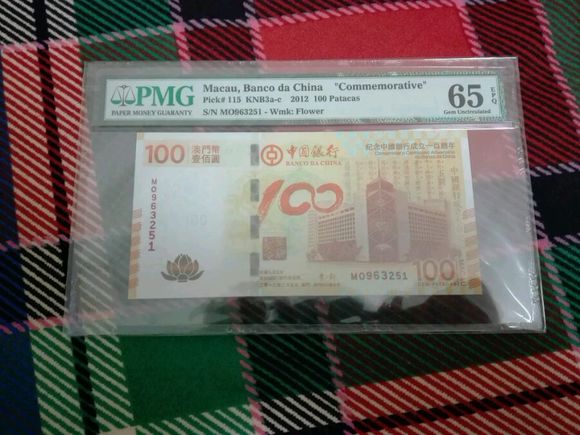 PMG
PAPER MONEY GUARANTY
Macau, Banco da China "Commemorative"
Pick# 115 KNB3a-c 2012 100 Patacas
S/N MO963251 - Wmk: Flower
65 EPQ
Gem Uncirculated
100 澳門幣
壹佰圓
中國銀行
BANCO DA CHINA
紀念中國銀行成立一百周年
100
MO963251
MO963251
100
CEM PATACAS